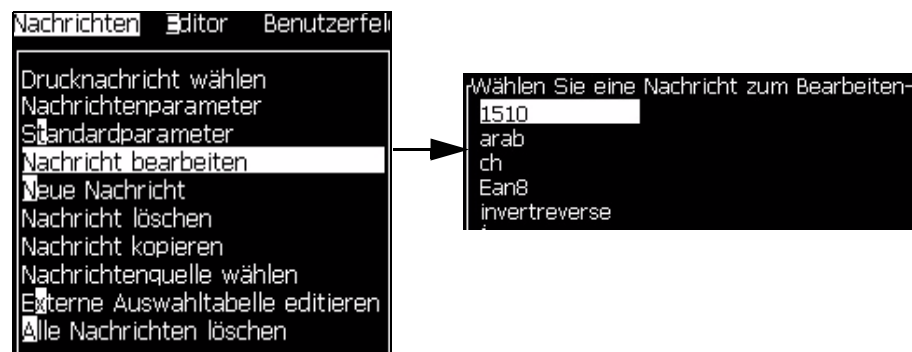 Nachrichten Editor Benutzerfel
Drucknachricht wählen
Nachrichtenparameter
Standardparameter
Nachricht bearbeiten
Neue Nachricht
Nachricht löschen
Nachricht kopieren
Nachrichtenquelle wählen
Externe Auswahltabelle editieren
Alle Nachrichten löschen
Wählen Sie eine Nachricht zum Bearbeiten
1510
arab
ch
Ean8
invertreverse